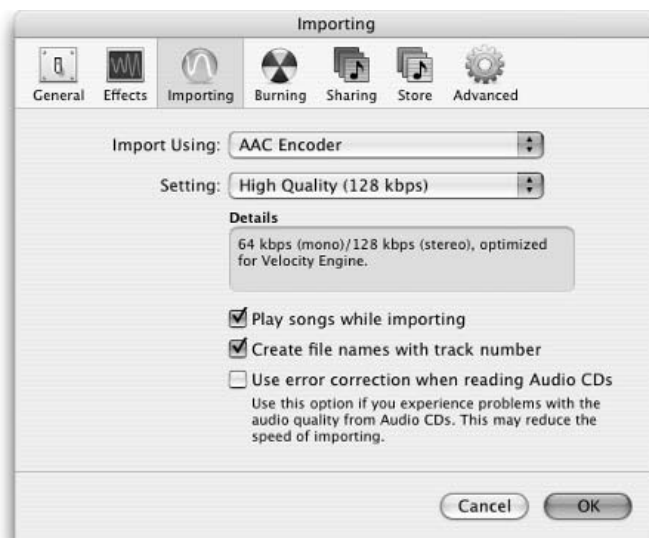 Importing
General Effects Importing Burning Sharing Store Advanced
Import Using: AAC Encoder
Setting: High Quality (128 kbps)
Details
64 kbps (mono)/128 kbps (stereo), optimized
for Velocity Engine.
Play songs while importing
Create file names with track number
Use error correction when reading Audio CDs
Use this option if you experience problems with the
audio quality from Audio CDs. This may reduce the
speed of importing.
Cancel OK